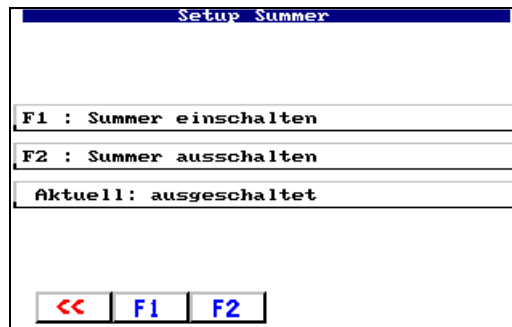 Setup Summer
F1 : Summer einschalten
F2 : Summer ausschalten
Aktuell: ausgeschaltet
<< F1 F2